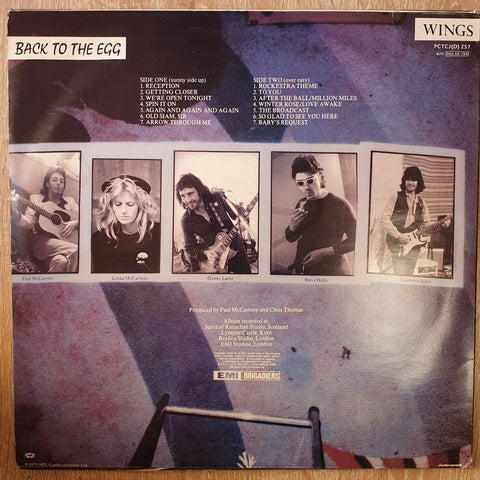 BACK TO THE EGG
WINGS
PCTCJ(D) 257
SIDE ONE (sunny side up)
1. RECEPTION
2. GETTING CLOSER
3. WE'RE OPEN TONIGHT
4. SPIN IT ON
5. AGAIN AND AGAIN AND AGAIN
6. OLD SIAM, SIR
7. ARROW THROUGH ME
SIDE TWO (over easy)
1. ROCKESTRA THEME
2. TO YOU
3. AFTER THE BALL/MILLION MILES
4. WINTER ROSE/LOVE AWAKE
5. THE BROADCAST
6. SO GLAD TO SEE YOU HERE
7. BABY'S REQUEST
Paul McCartney
Linda McCartney
Denny Laine
Steve Holly
Laurence Juber
Produced by Paul McCartney and Chris Thomas
Album recorded at:
Spirit of Ranachan Studio, Scotland
Lympne Castle, Kent
Replica Studio, London
EMI Studios, London
EMI BRIGADIERS
℗ 1979 MPL Communications Ltd.